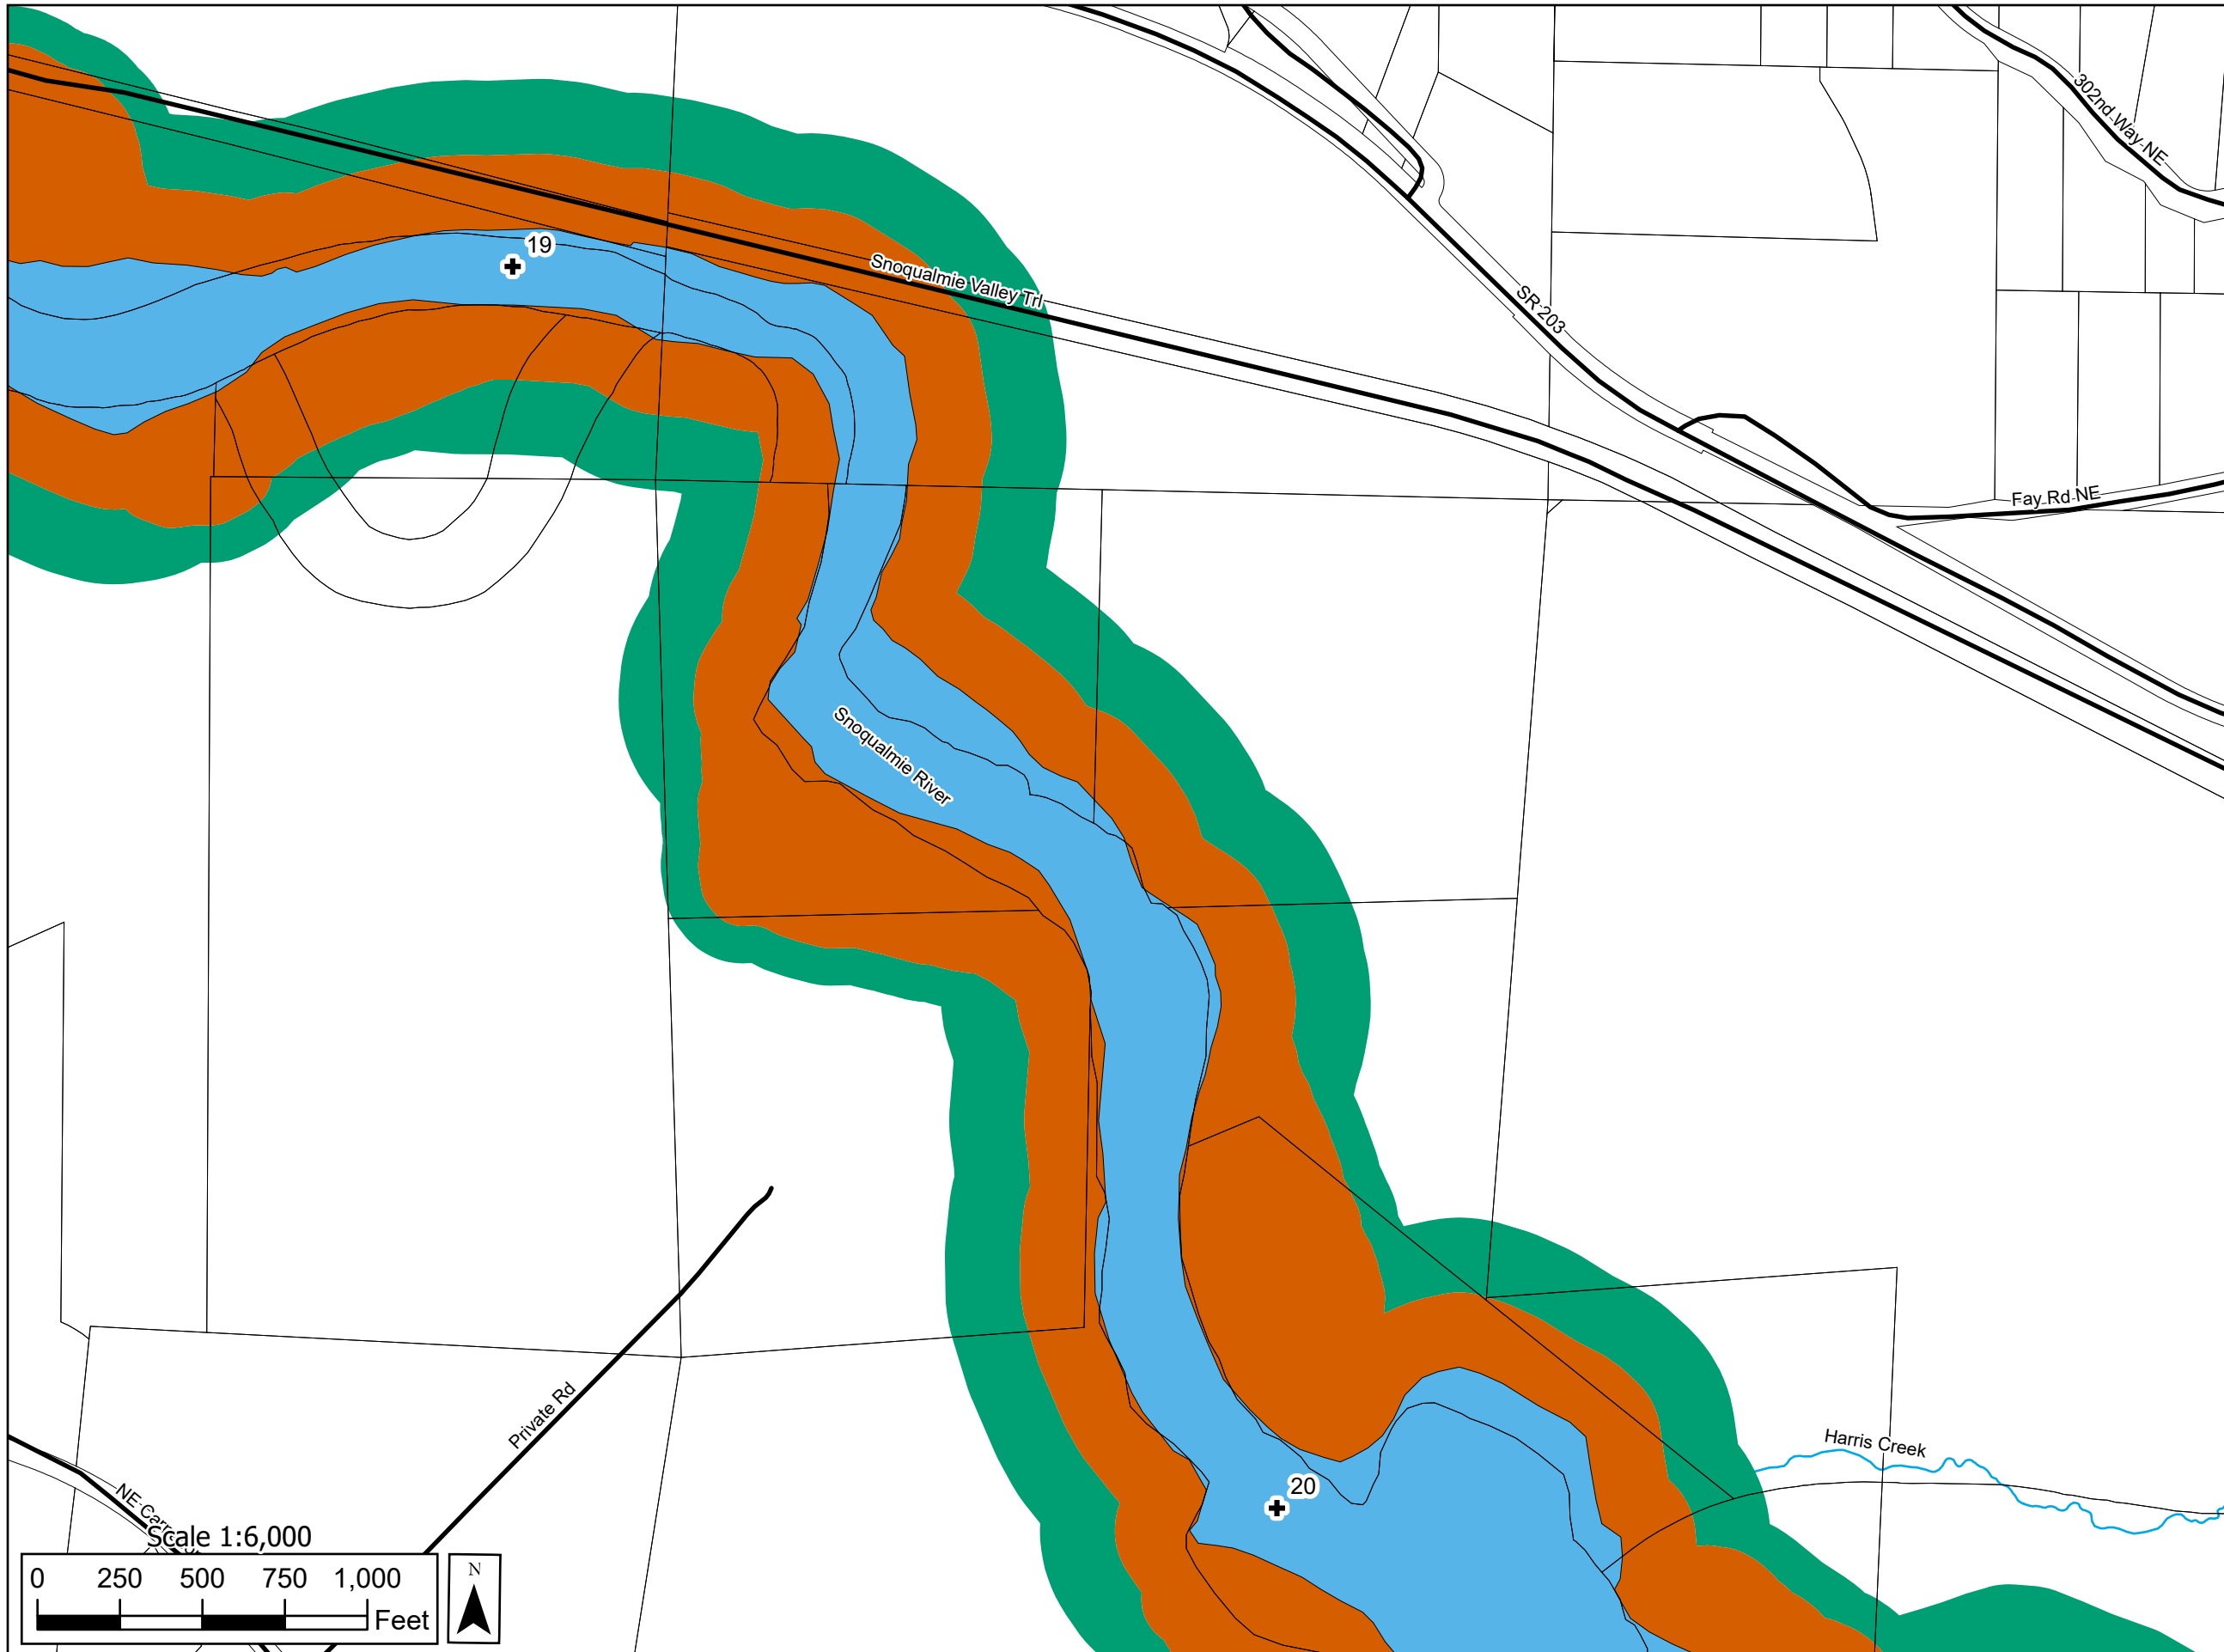 302nd Way NE
19
Snoqualmie Valley Trl
SR 203
Fay Rd NE
Snoqualmie River
Private Rd
Harris Creek
20
NE
Scale 1:6,000
0 250 500 750 1,000
Feet
N